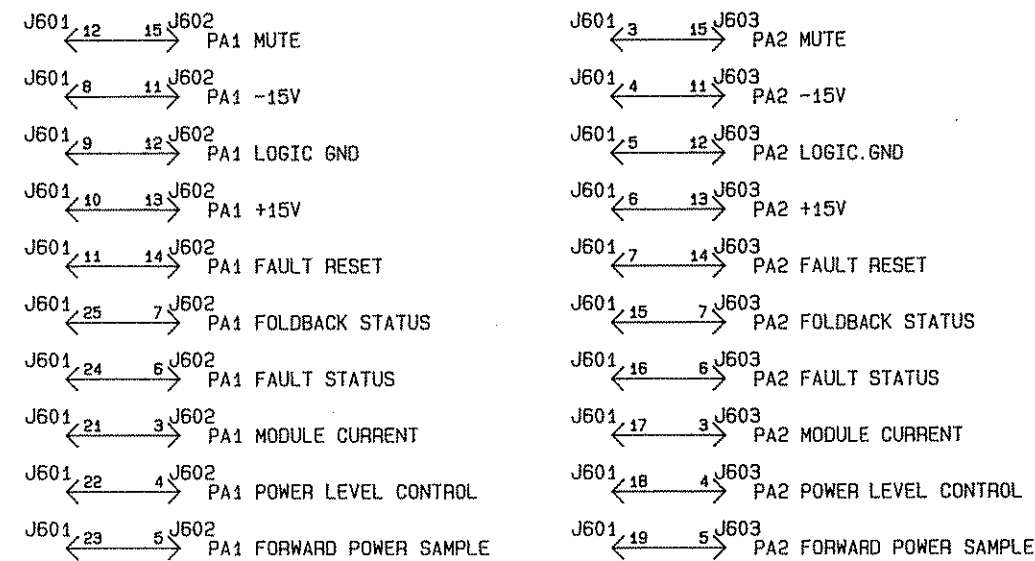 J601 12 15 J602 PA1 MUTE
J601 8 11 J602 PA1 -15V
J601 9 12 J602 PA1 LOGIC GND
J601 10 13 J602 PA1 +15V
J601 11 14 J602 PA1 FAULT RESET
J601 25 7 J602 PA1 FOLDBACK STATUS
J601 24 6 J602 PA1 FAULT STATUS
J601 21 3 J602 PA1 MODULE CURRENT
J601 22 4 J602 PA1 POWER LEVEL CONTROL
J601 23 5 J602 PA1 FORWARD POWER SAMPLE
J601 3 15 J603 PA2 MUTE
J601 4 11 J603 PA2 -15V
J601 5 12 J603 PA2 LOGIC.GND
J601 6 13 J603 PA2 +15V
J601 7 14 J603 PA2 FAULT RESET
J601 15 7 J603 PA2 FOLDBACK STATUS
J601 16 6 J603 PA2 FAULT STATUS
J601 17 3 J603 PA2 MODULE CURRENT
J601 18 4 J603 PA2 POWER LEVEL CONTROL
J601 19 5 J603 PA2 FORWARD POWER SAMPLE